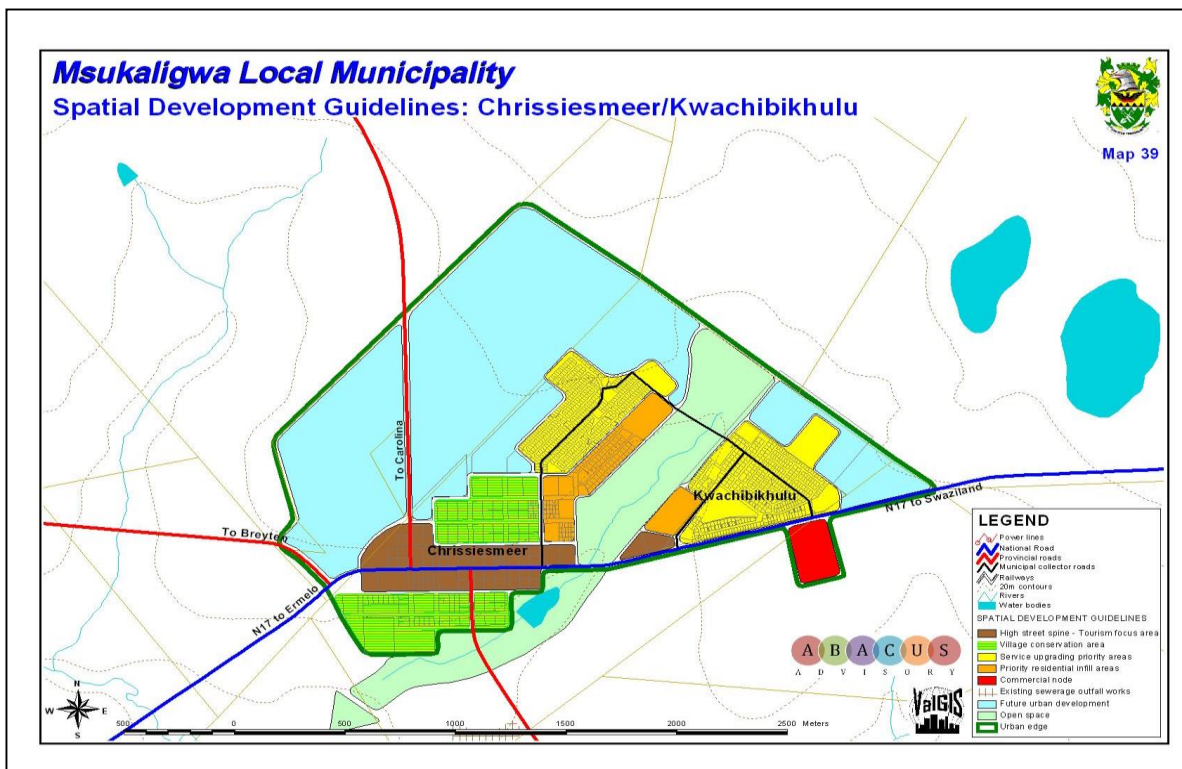 Msukaligwa Local Municipality
Spatial Development Guidelines: Chrissiesmeer/Kwachibikhulu
Map 39
To Carolina
Kwachibikhulu
N17 to Swaziland
To Breyten
Chrissiesmeer
N17 to Ermelo
LEGEND
Power lines
National Road
Provincial roads
Municipal collector roads
Railways
20m contours
Rivers
Water bodies
SPATIAL DEVELOPMENT GUIDELINES
High street spine - Tourism focus area
Village conservation area
Service upgrading priority areas
Priority residential infill areas
Commercial node
Existing sewerage outfall works
Future urban development
Open space
Urban edge
ABACUS
ADVISORY
ValGIS
N
W E
S
500 0 500 1000 1500 2000 2500 Meters